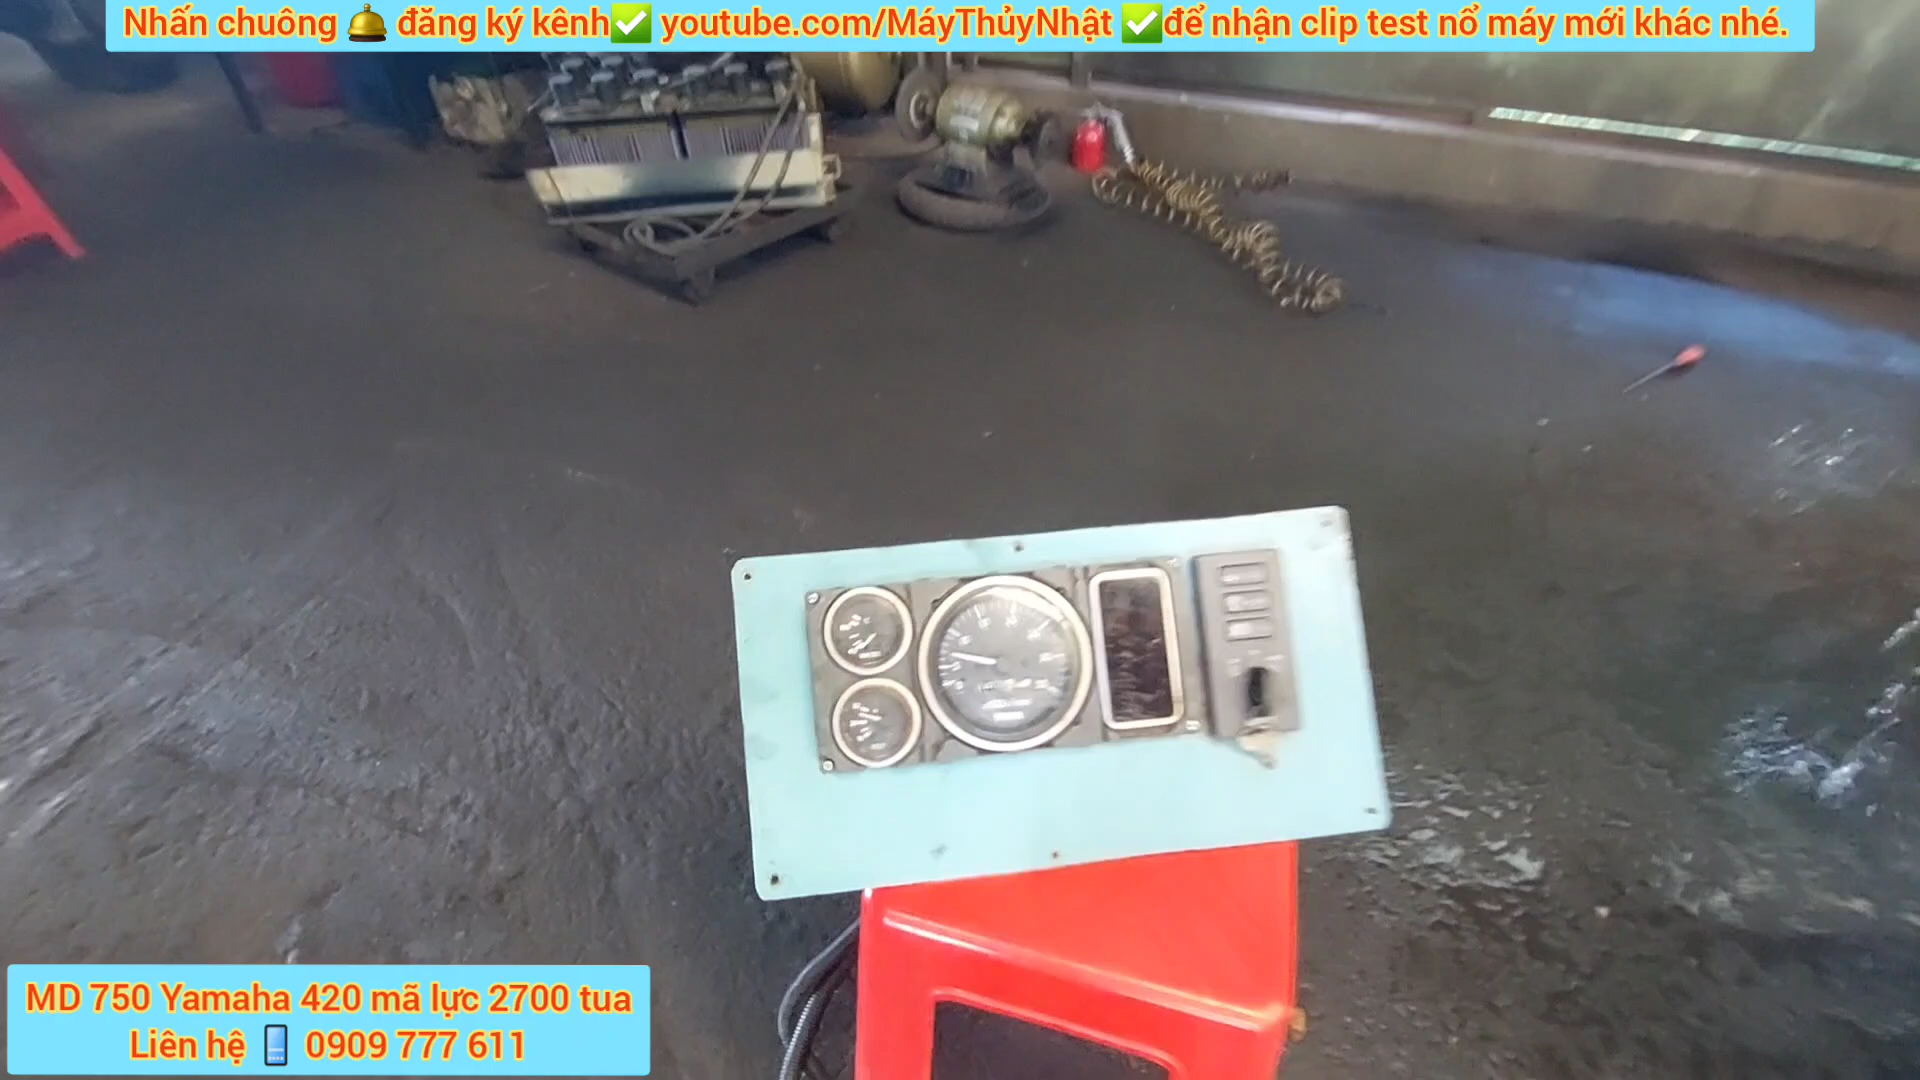 Nhấn chuông 🛎️ đăng ký kênh✅ youtube.com/MáyThủyNhật ✅để nhận clip test nổ máy mới khác nhé.
MD 750 Yamaha 420 mã lực 2700 tua
Liên hệ 📱 0909 777 611